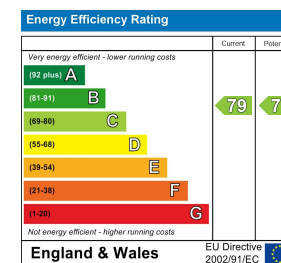 Energy Efficiency Rating
Current
Very energy efficient - lower running costs
(92 plus) A
(81-91) B
79
(69-80) C
(55-68) D
(39-54) E
(21-38) F
(1-20) G
Not energy efficient - higher running costs
England & Wales
EU Directive
2002/91/EC